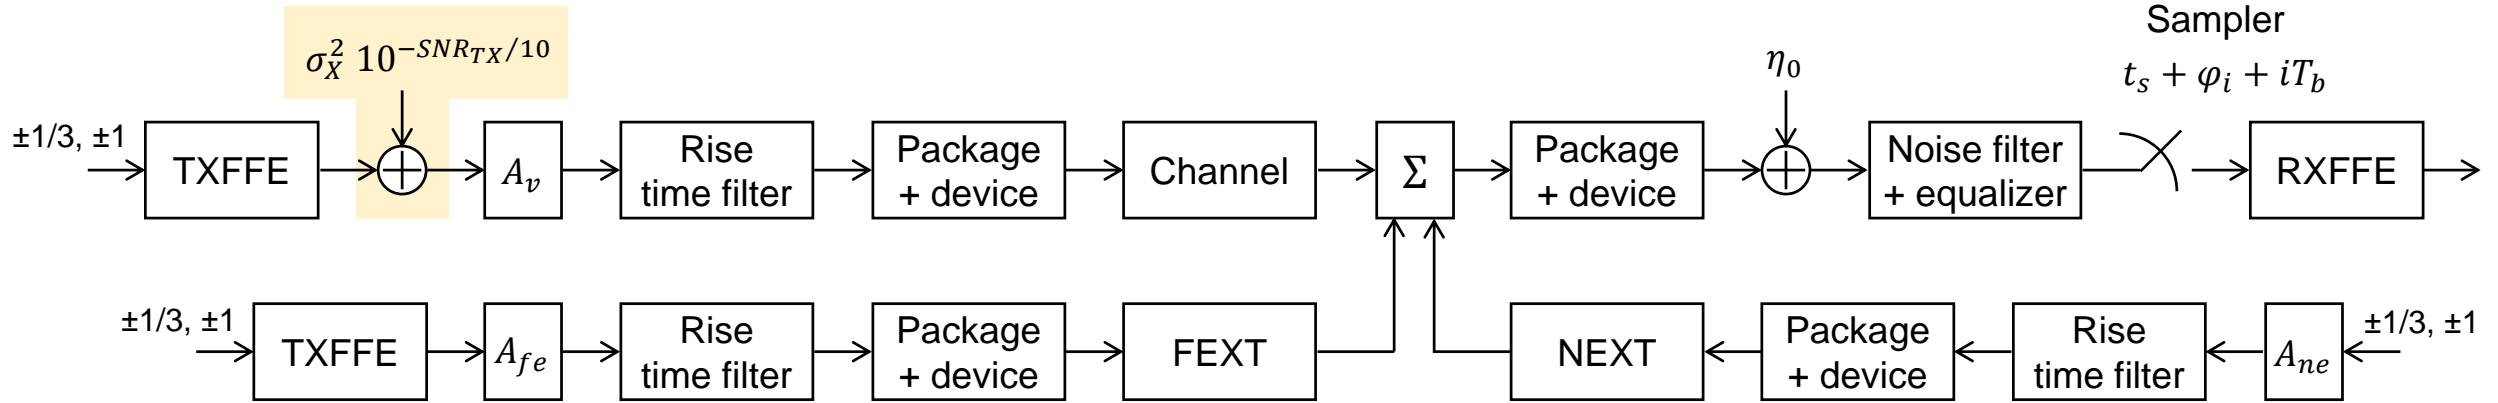 Sampler
σ_X^2 10^{-SNR_{TX}/10}
η_0
t_s + φ_i + iT_b
±1/3, ±1
TXFFE
A_v
Rise
time filter
Package
+ device
Channel
Σ
Package
+ device
Noise filter
+ equalizer
RXFFE
±1/3, ±1
TXFFE
A_{fe}
Rise
time filter
Package
+ device
FEXT
NEXT
Package
+ device
Rise
time filter
A_{ne}
±1/3, ±1